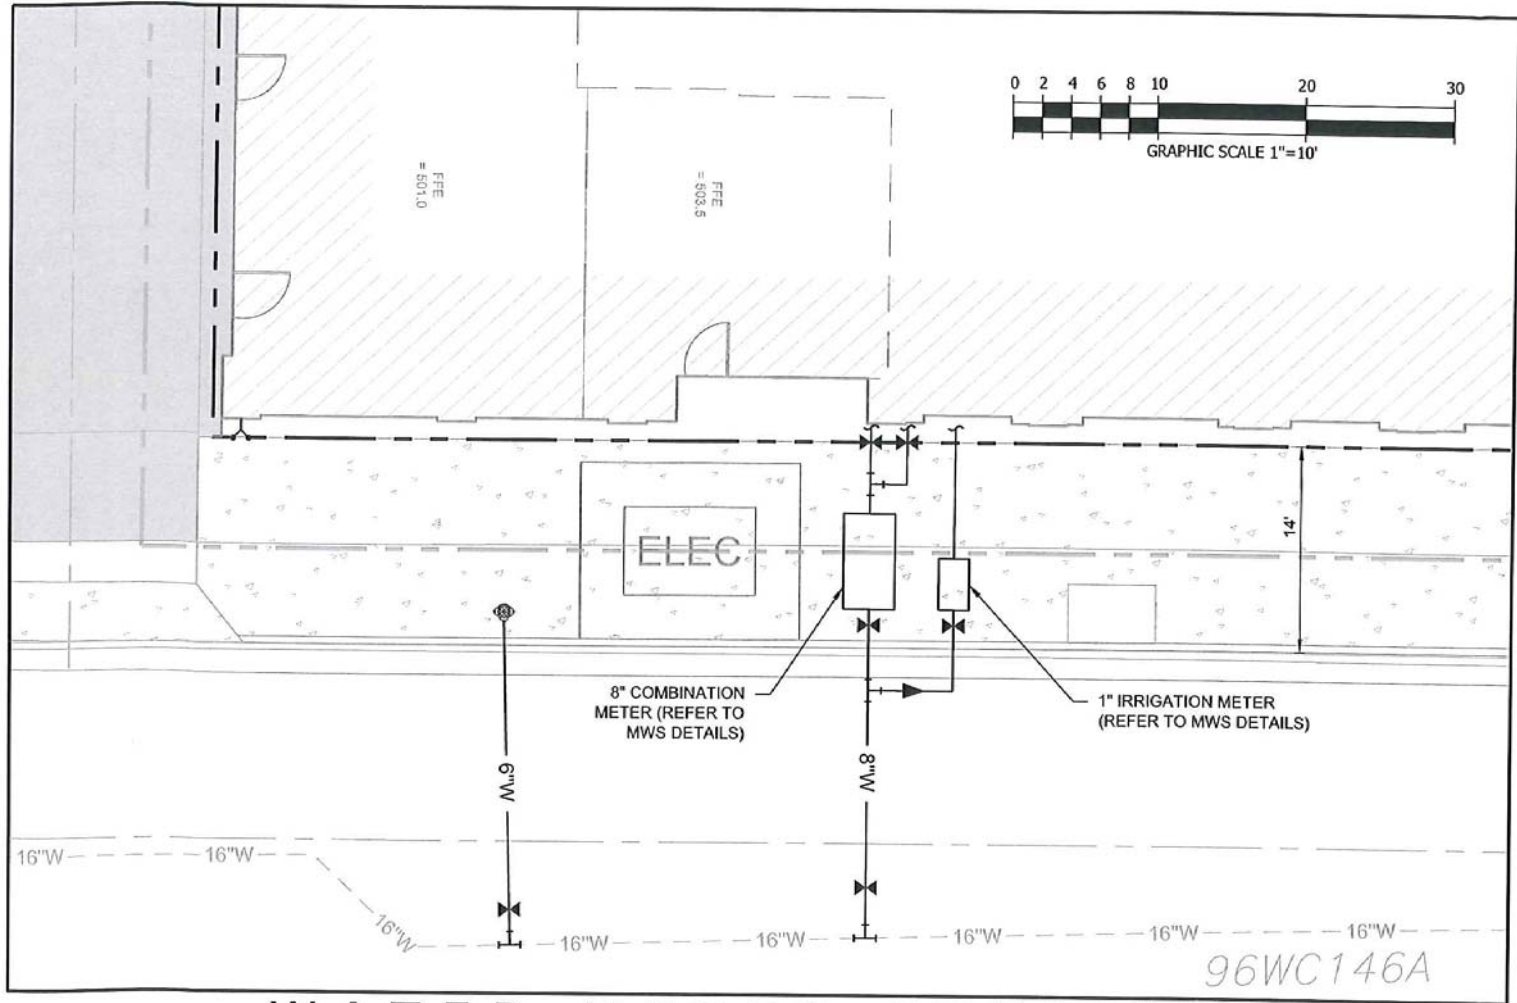 0 2 4 6 8 10 20 30
GRAPHIC SCALE 1"=10'
FFE
= 501.0
FFE
= 503.5
14'
ELEC
8" COMBINATION
METER (REFER TO
MWS DETAILS)
1" IRRIGATION METER
(REFER TO MWS DETAILS)
6"W
8"W
16"W
16"W
16"W
16"W
16"W
16"W
16"W
16"W
96WC146A